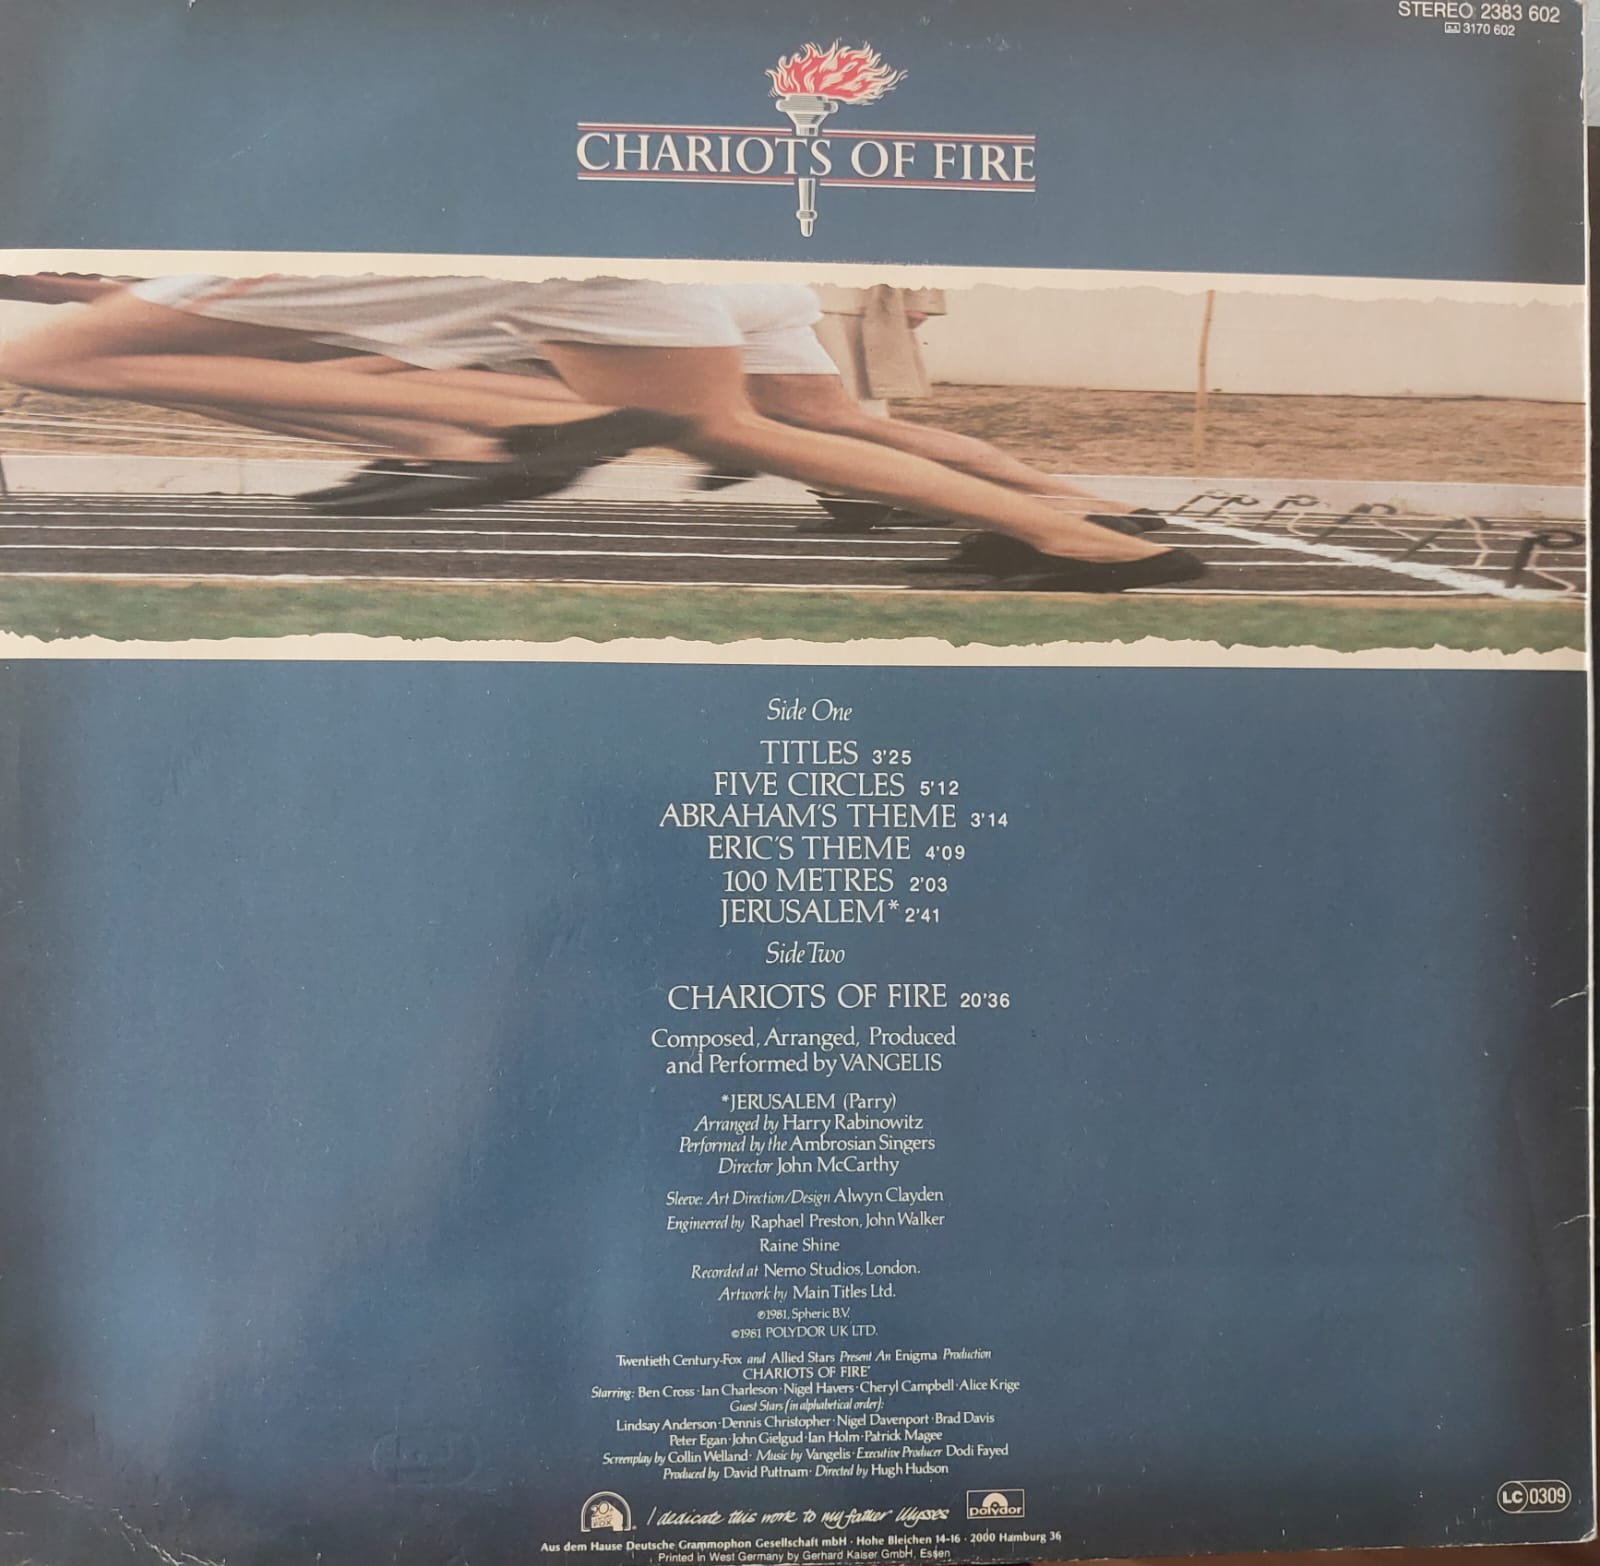 STEREO 2383 602
3170 602
CHARIOTS OF FIRE
Side One
TITLES 3'25
FIVE CIRCLES 5'12
ABRAHAM'S THEME 3'14
ERIC'S THEME 4'09
100 METRES 2'03
JERUSALEM* 2'41
Side Two
CHARIOTS OF FIRE 20'36
Composed, Arranged, Produced
and Performed by VANGELIS
*JERUSALEM (Parry)
Arranged by Harry Rabinowitz
Performed by the Ambrosian Singers
Director John McCarthy
Sleeve: Art Direction/Design Alwyn Clayden
Engineered by Raphael Preston, John Walker
Raine Shine
Recorded at Nemo Studios, London.
Artwork by Main Titles Ltd.
℗1981, Spheric B.V.
©1981 POLYDOR UK LTD.
Twentieth Century-Fox and Allied Stars Present An Enigma Production
CHARIOTS OF FIRE"
Starring: Ben Cross · Ian Charleson · Nigel Havers · Cheryl Campbell · Alice Krige
Guest Stars (in alphabetical order):
Lindsay Anderson · Dennis Christopher · Nigel Davenport · Brad Davis
Peter Egan · John Gielgud · Ian Holm · Patrick Magee
Screenplay by Collin Welland · Music by Vangelis · Executive Producer Dodi Fayed
Produced by David Puttnam · Directed by Hugh Hudson
20th CENTURY FOX
I dedicate this work to my father Ulysses
Polydor
LC 0309
Aus dem Hause Deutsche Grammophon Gesellschaft mbH · Hohe Bleichen 14-16 · 2000 Hamburg 36
Printed in West Germany by Gerhard Kaiser GmbH, Essen